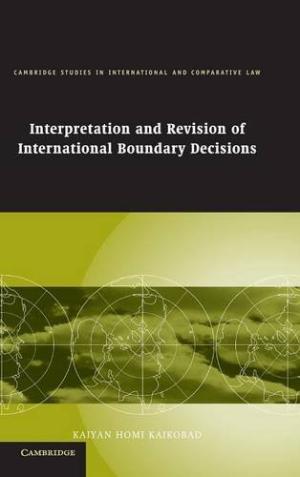 CAMBRIDGE STUDIES IN INTERNATIONAL AND COMPARATIVE LAW
Interpretation and Revision of
International Boundary Decisions
KAIYAN HOMI KAIKOBAD
CAMBRIDGE